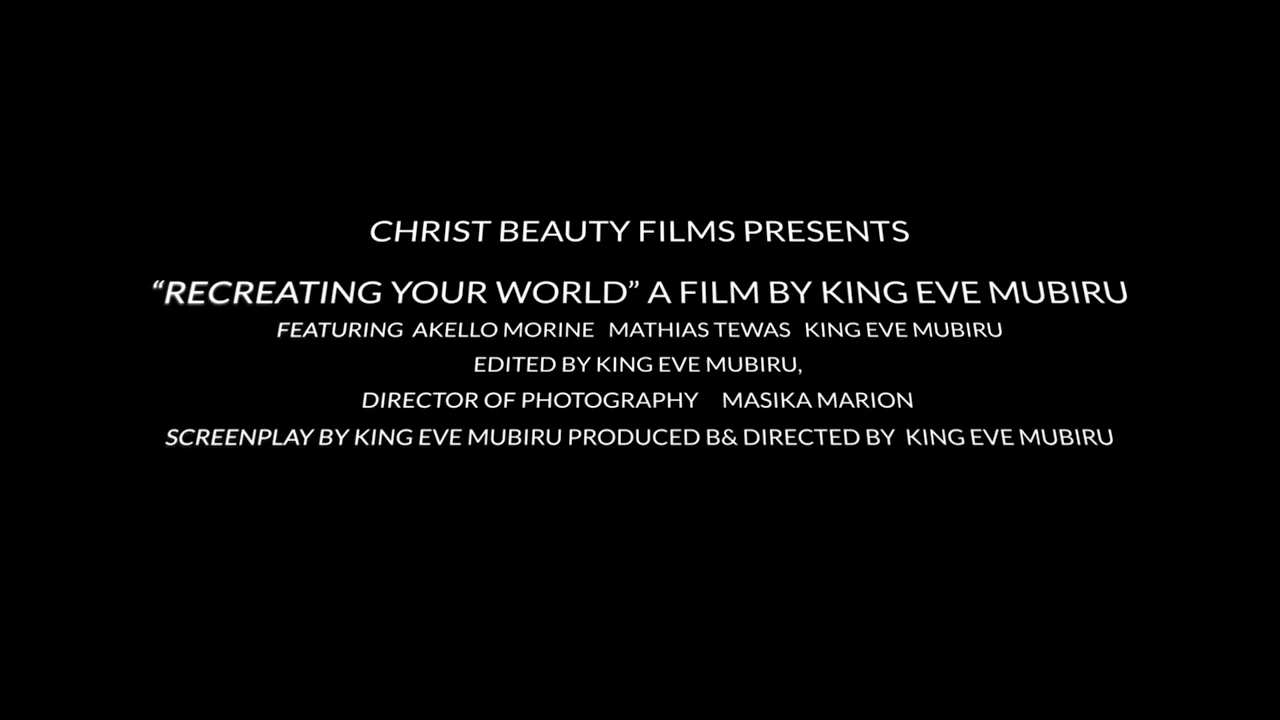 CHRIST BEAUTY FILMS PRESENTS
“RECREATING YOUR WORLD” A FILM BY KING EVE MUBIRU
FEATURING AKELLO MORINE MATHIAS TEWAS KING EVE MUBIRU
EDITED BY KING EVE MUBIRU,
DIRECTOR OF PHOTOGRAPHY MASIKA MARION
SCREENPLAY BY KING EVE MUBIRU PRODUCED B& DIRECTED BY KING EVE MUBIRU